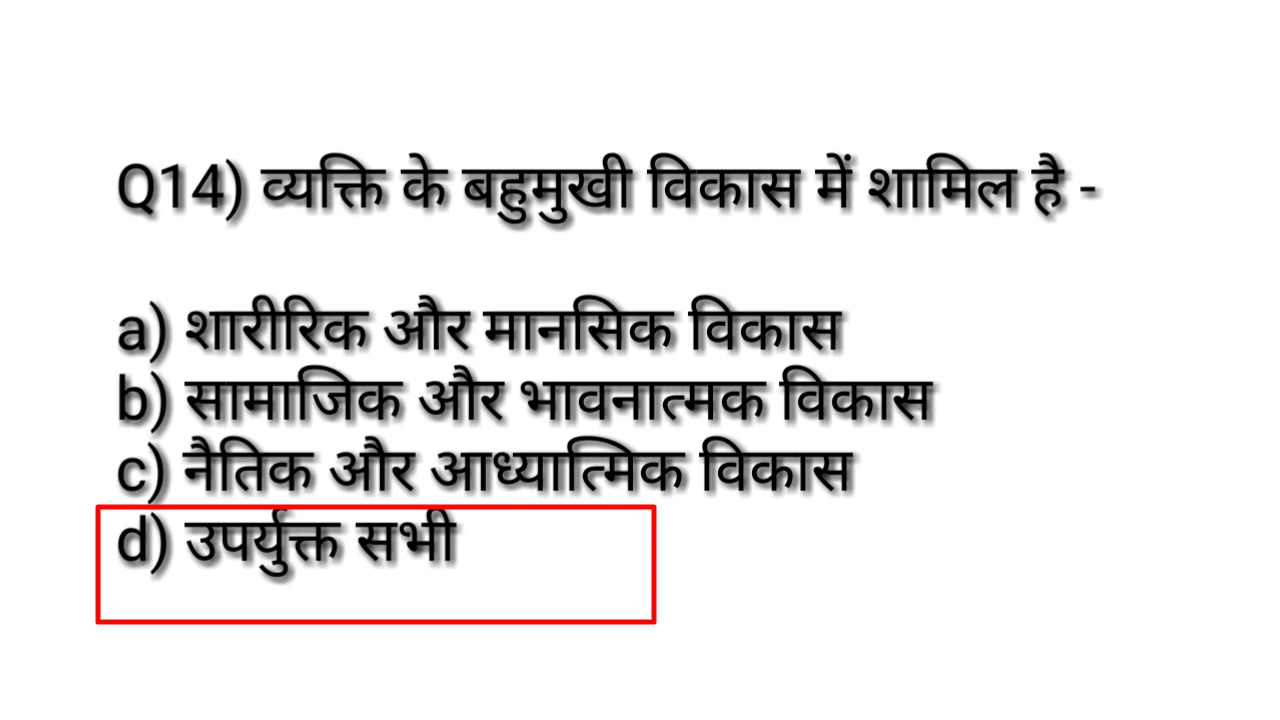 Q14) व्यक्ति के बहुमुखी विकास में शामिल है -
a) शारीरिक और मानसिक विकास
b) सामाजिक और भावनात्मक विकास
c) नैतिक और आध्यात्मिक विकास
d) उपर्युक्त सभी